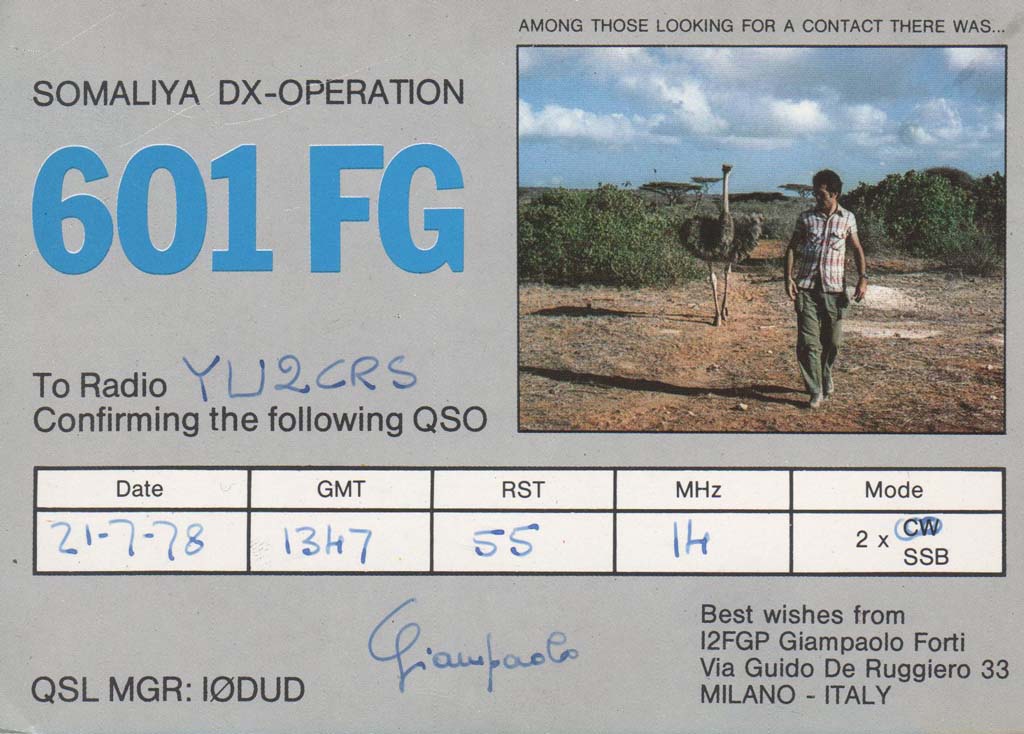 AMONG THOSE LOOKING FOR A CONTACT THERE WAS...
SOMALIYA DX-OPERATION
601 FG
To Radio YU2CRS
Confirming the following QSO
Date GMT RST MHz Mode
21-7-78 1347 55 14 2 x CW
SSB
Giampaolo
Best wishes from
I2FGP Giampaolo Forti
Via Guido De Ruggiero 33
MILANO - ITALY
QSL MGR: IØDUD